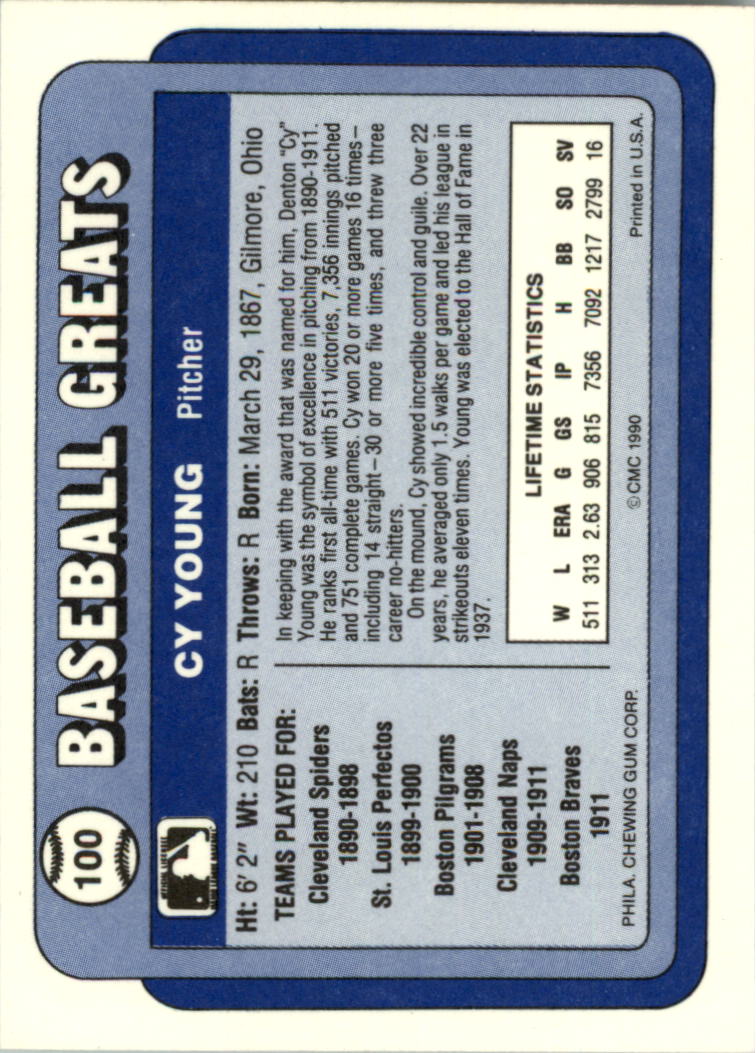 100 BASEBALL GREATS
CY YOUNG Pitcher
Ht: 6' 2" Wt: 210 Bats: R Throws: R Born: March 29, 1867, Gilmore, Ohio
TEAMS PLAYED FOR:
Cleveland Spiders
1890-1898
St. Louis Perfectos
1899-1900
Boston Pilgrams
1901-1908
Cleveland Naps
1909-1911
Boston Braves
1911
In keeping with the award that was named for him, Denton "Cy"
Young was the symbol of excellence in pitching from 1890-1911.
He ranks first all-time with 511 victories, 7,356 innings pitched
and 751 complete games. Cy won 20 or more games 16 times–
including 14 straight–30 or more five times, and threw three
career no-hitters.
On the mound, Cy showed incredible control and guile. Over 22
years, he averaged only 1.5 walks per game and led his league in
strikeouts eleven times. Young was elected to the Hall of Fame in
1937.
LIFETIME STATISTICS
W L ERA G GS IP H BB SO SV
511 313 2.63 906 815 7356 7092 1217 2799 16
PHILA. CHEWING GUM CORP. © CMC 1990 Printed in U.S.A.